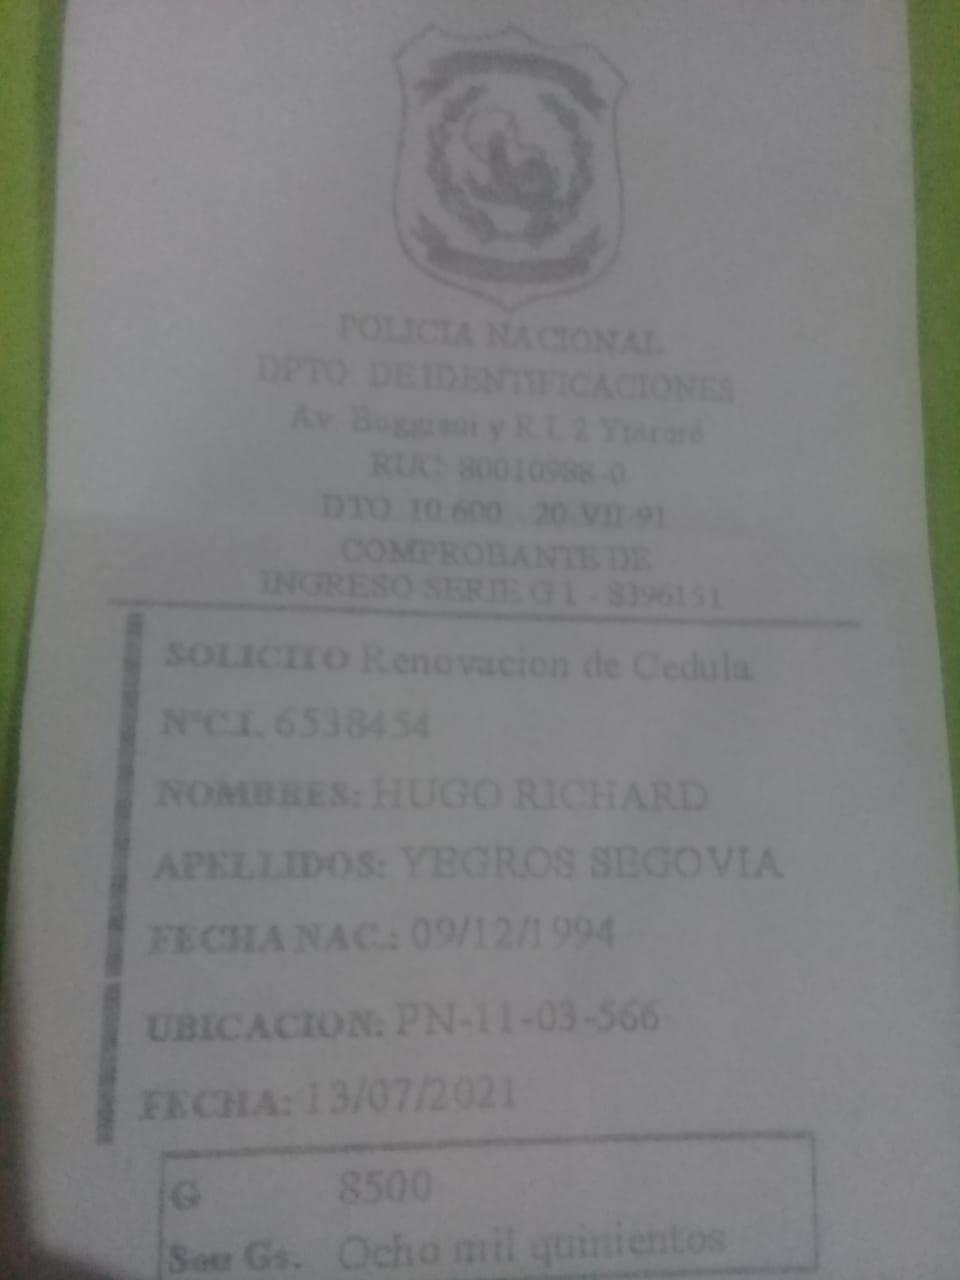 POLICIA NACIONAL
DPTO. DE IDENTIFICACIONES
Av. Boggiani y R.I. 2 Ytororó
RUC: 80010988-0
DTO. 10.600 - 20-VII-91
COMPROBANTE DE
INGRESO SERIE G 1 - 8396151
SOLICITO Renovacion de Cedula
N°C.I. 6538454
NOMBRES: HUGO RICHARD
APELLIDOS: YEGROS SEGOVIA
FECHA NAC.: 09/12/1994
UBICACION: PN-11-03-566
FECHA: 13/07/2021
G 8500
Son Gs. Ocho mil quinientos